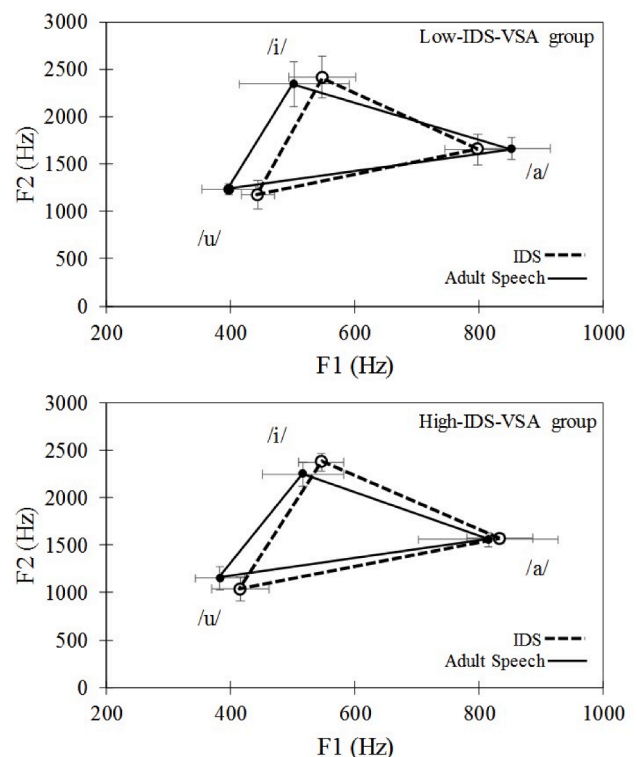 3000
2500
2000
1500
1000
500
0
F2 (Hz)
/i/
Low-IDS-VSA group
/a/
/u/
IDS
Adult Speech
200 400 600 800 1000
F1 (Hz)
3000
2500
2000
1500
1000
500
0
F2 (Hz)
/i/
High-IDS-VSA group
/a/
/u/
IDS
Adult Speech
200 400 600 800 1000
F1 (Hz)